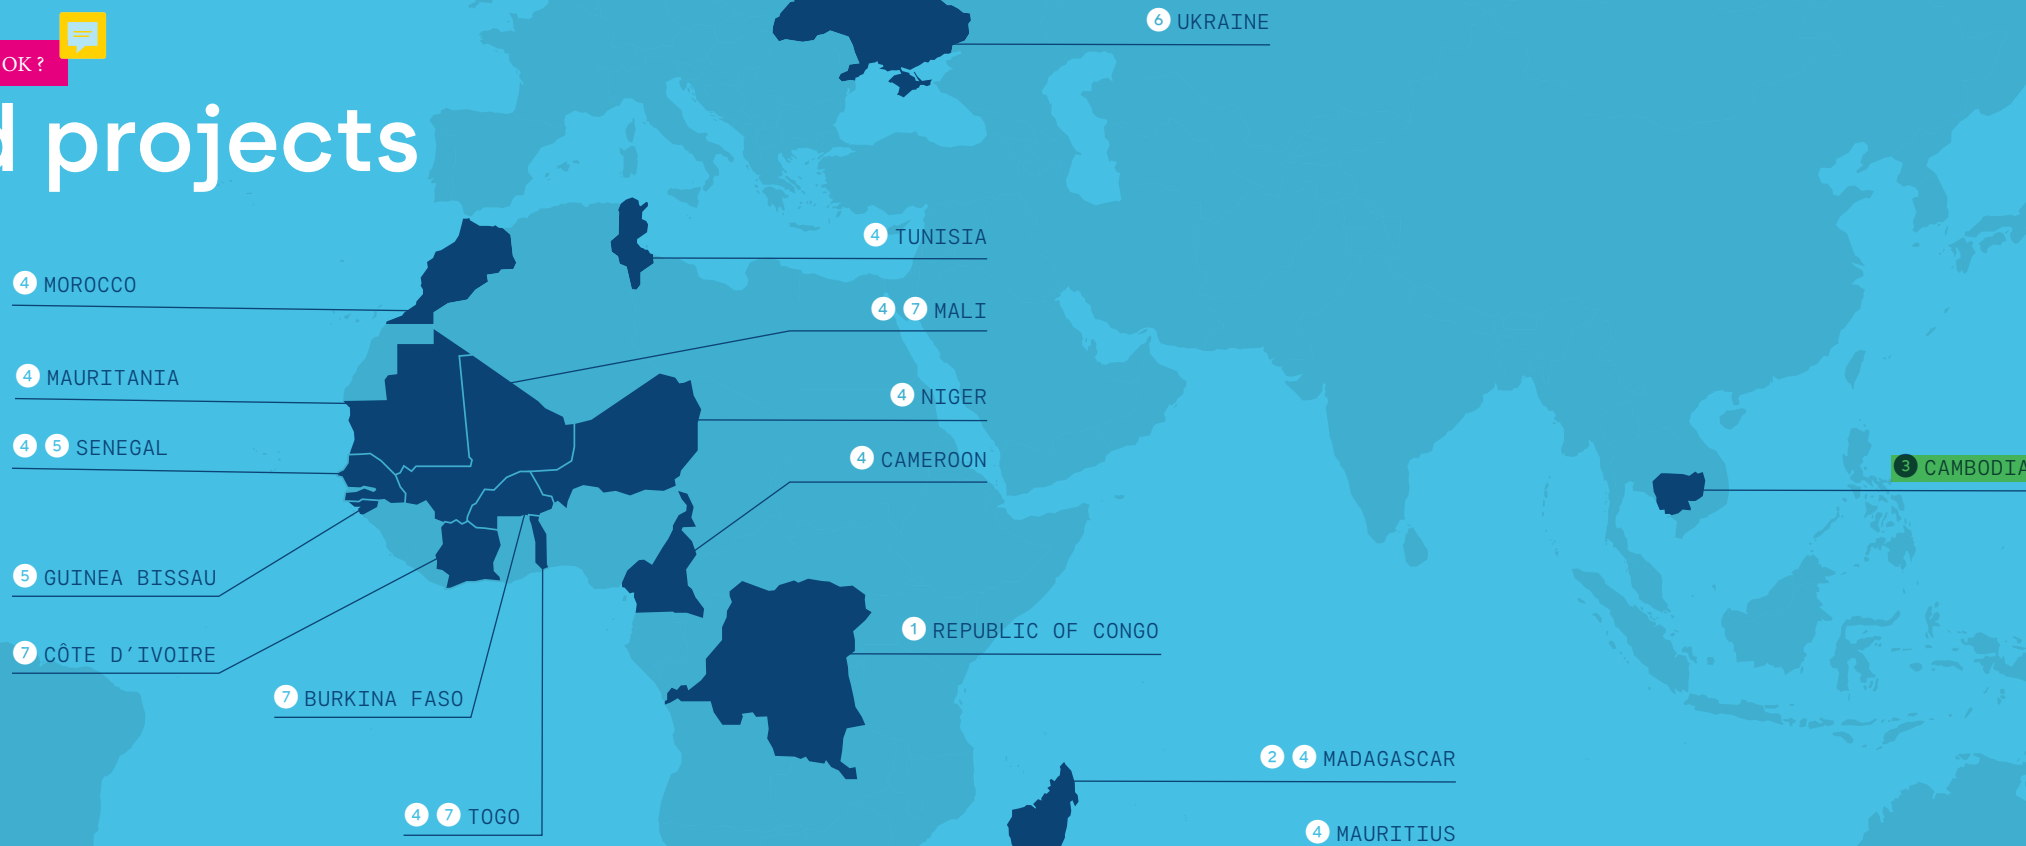 OK ?
d projects
6 UKRAINE
4 TUNISIA
4 MOROCCO
4 7 MALI
4 MAURITANIA
4 NIGER
4 5 SENEGAL
4 CAMEROON
3 CAMBODIA
5 GUINEA BISSAU
1 REPUBLIC OF CONGO
7 CÔTE D’IVOIRE
7 BURKINA FASO
2 4 MADAGASCAR
4 7 TOGO
4 MAURITIUS